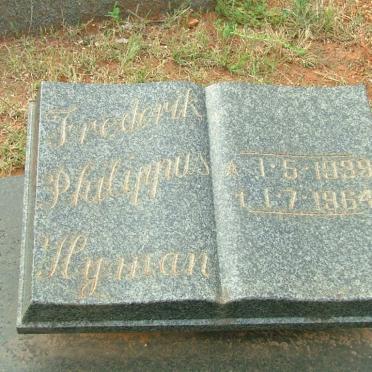 Frederik
Philippus
Hyman
* 1-5-1939
† 1-7-1964